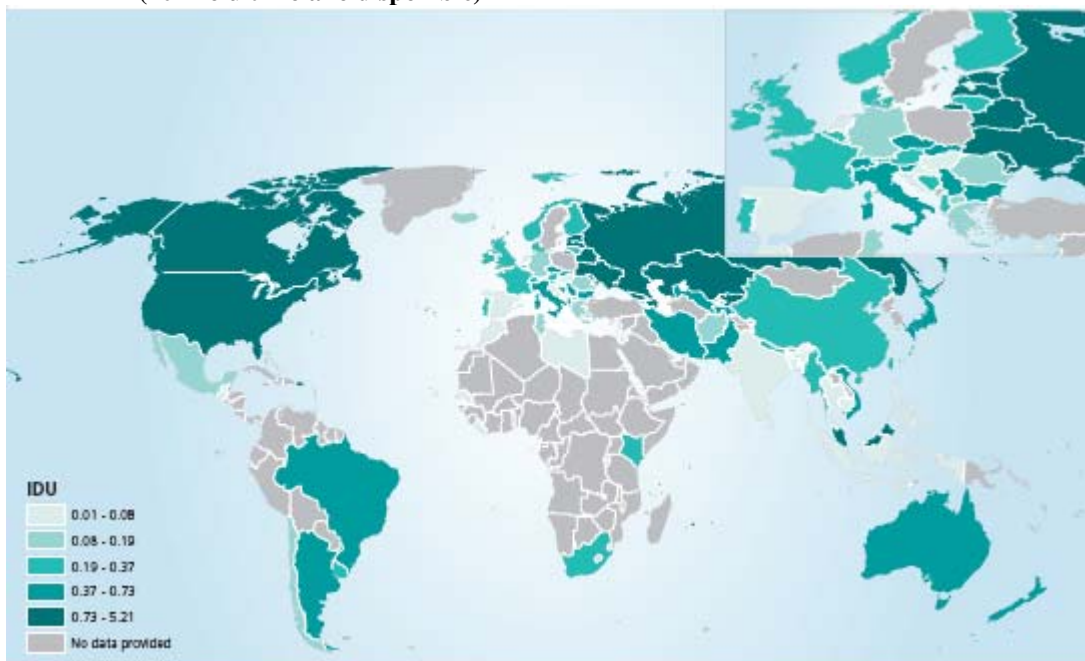 IDU
0.01 - 0.08
0.08 - 0.19
0.19 - 0.37
0.37 - 0.73
0.73 - 5.21
No data provided